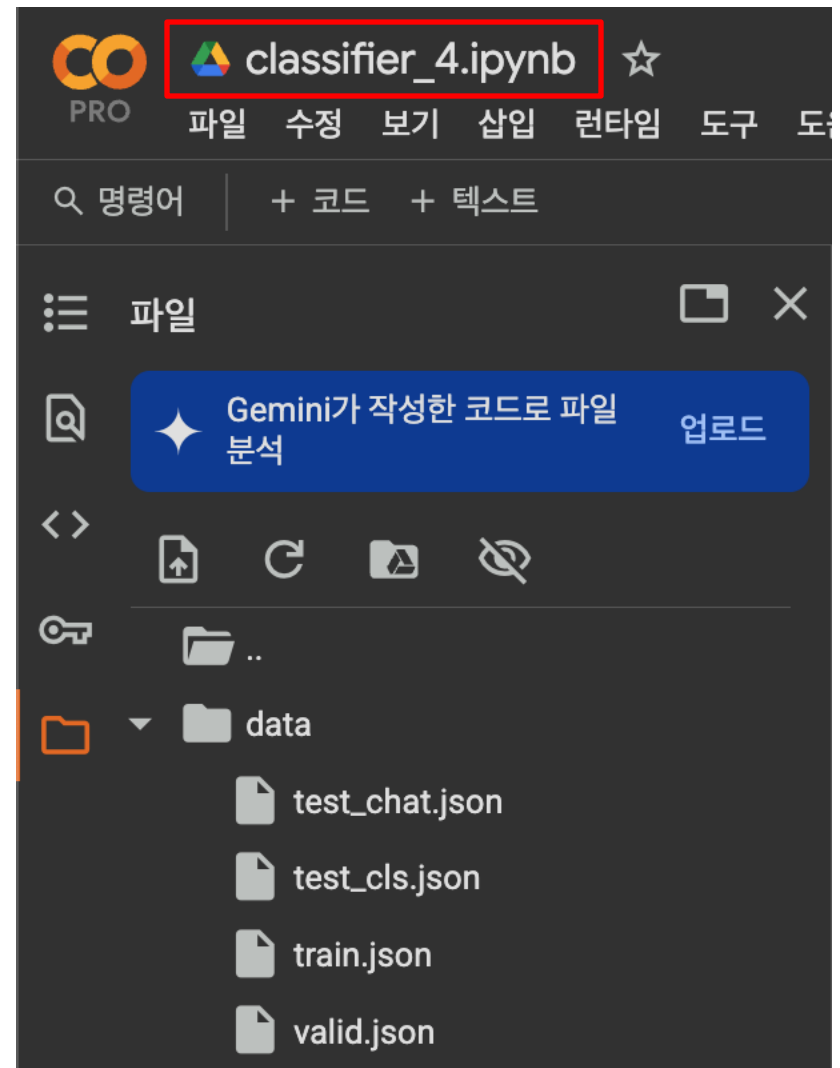 classifier_4.ipynb
PRO
파일 수정 보기 삽입 런타임 도구
명령어 + 코드 + 텍스트
파일
Gemini가 작성한 코드로 파일
분석
업로드
..
data
test_chat.json
test_cls.json
train.json
valid.json